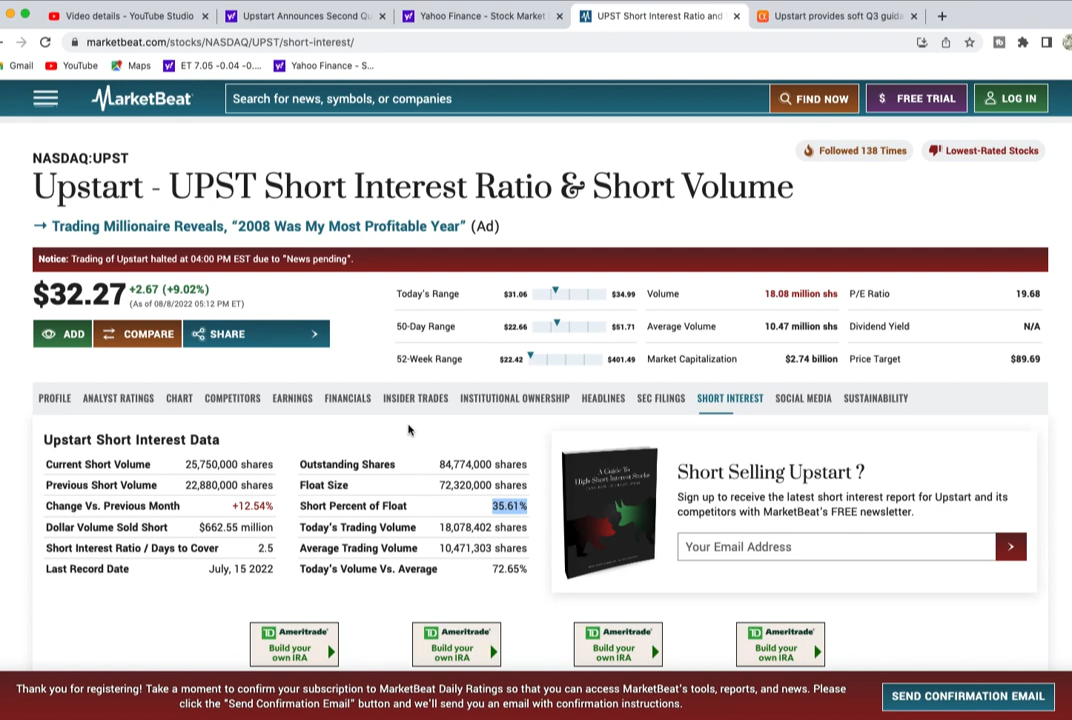 Video details - YouTube Studio
Upstart Announces Second Qu
Yahoo Finance - Stock Market
UPST Short Interest Ratio and
Upstart provides soft Q3 guida
marketbeat.com/stocks/NASDAQ/UPST/short-interest/
Gmail YouTube Maps ET 7.05 -0.04 -0.... Yahoo Finance - S...
MarketBeat Search for news, symbols, or companies FIND NOW $ FREE TRIAL LOG IN
NASDAQ:UPST Followed 138 Times Lowest-Rated Stocks
Upstart - UPST Short Interest Ratio & Short Volume
→ Trading Millionaire Reveals, “2008 Was My Most Profitable Year” (Ad)
Notice: Trading of Upstart halted at 04:00 PM EST due to "News pending".
$32.27 +2.67 (+9.02%)
(As of 08/8/2022 05:12 PM ET)
ADD COMPARE SHARE
Today's Range $31.06 $34.99 Volume 18.08 million shs P/E Ratio 19.68
50-Day Range $22.66 $51.71 Average Volume 10.47 million shs Dividend Yield N/A
52-Week Range $22.42 $401.49 Market Capitalization $2.74 billion Price Target $89.69
PROFILE ANALYST RATINGS CHART COMPETITORS EARNINGS FINANCIALS INSIDER TRADES INSTITUTIONAL OWNERSHIP HEADLINES SEC FILINGS SHORT INTEREST SOCIAL MEDIA SUSTAINABILITY
Upstart Short Interest Data
Current Short Volume 25,750,000 shares
Previous Short Volume 22,880,000 shares
Change Vs. Previous Month +12.54%
Dollar Volume Sold Short $662.55 million
Short Interest Ratio / Days to Cover 2.5
Last Record Date July, 15 2022
Outstanding Shares 84,774,000 shares
Float Size 72,320,000 shares
Short Percent of Float 35.61%
Today's Trading Volume 18,078,402 shares
Average Trading Volume 10,471,303 shares
Today's Volume Vs. Average 72.65%
A Guide To
High Short Interest Stocks
Short Selling Upstart ?
Sign up to receive the latest short interest report for Upstart and its
competitors with MarketBeat's FREE newsletter.
Your Email Address
TD Ameritrade
Build your
own IRA
TD Ameritrade
Build your
own IRA
TD Ameritrade
Build your
own IRA
TD Ameritrade
Build your
own IRA
Thank you for registering! Take a moment to confirm your subscription to MarketBeat Daily Ratings so that you can access MarketBeat's tools, reports, and news. Please
click the "Send Confirmation Email" button and we'll send you an email with confirmation instructions.
SEND CONFIRMATION EMAIL